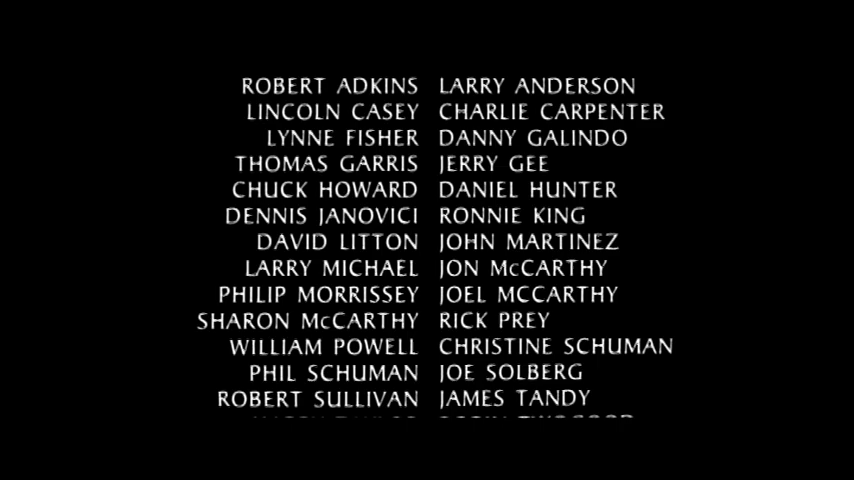 ROBERT ADKINS LARRY ANDERSON
LINCOLN CASEY CHARLIE CARPENTER
LYNNE FISHER DANNY GALINDO
THOMAS GARRIS JERRY GEE
CHUCK HOWARD DANIEL HUNTER
DENNIS JANOVICI RONNIE KING
DAVID LITTON JOHN MARTINEZ
LARRY MICHAEL JON McCARTHY
PHILIP MORRISSEY JOEL MCCARTHY
SHARON McCARTHY RICK PREY
WILLIAM POWELL CHRISTINE SCHUMAN
PHIL SCHUMAN JOE SOLBERG
ROBERT SULLIVAN JAMES TANDY